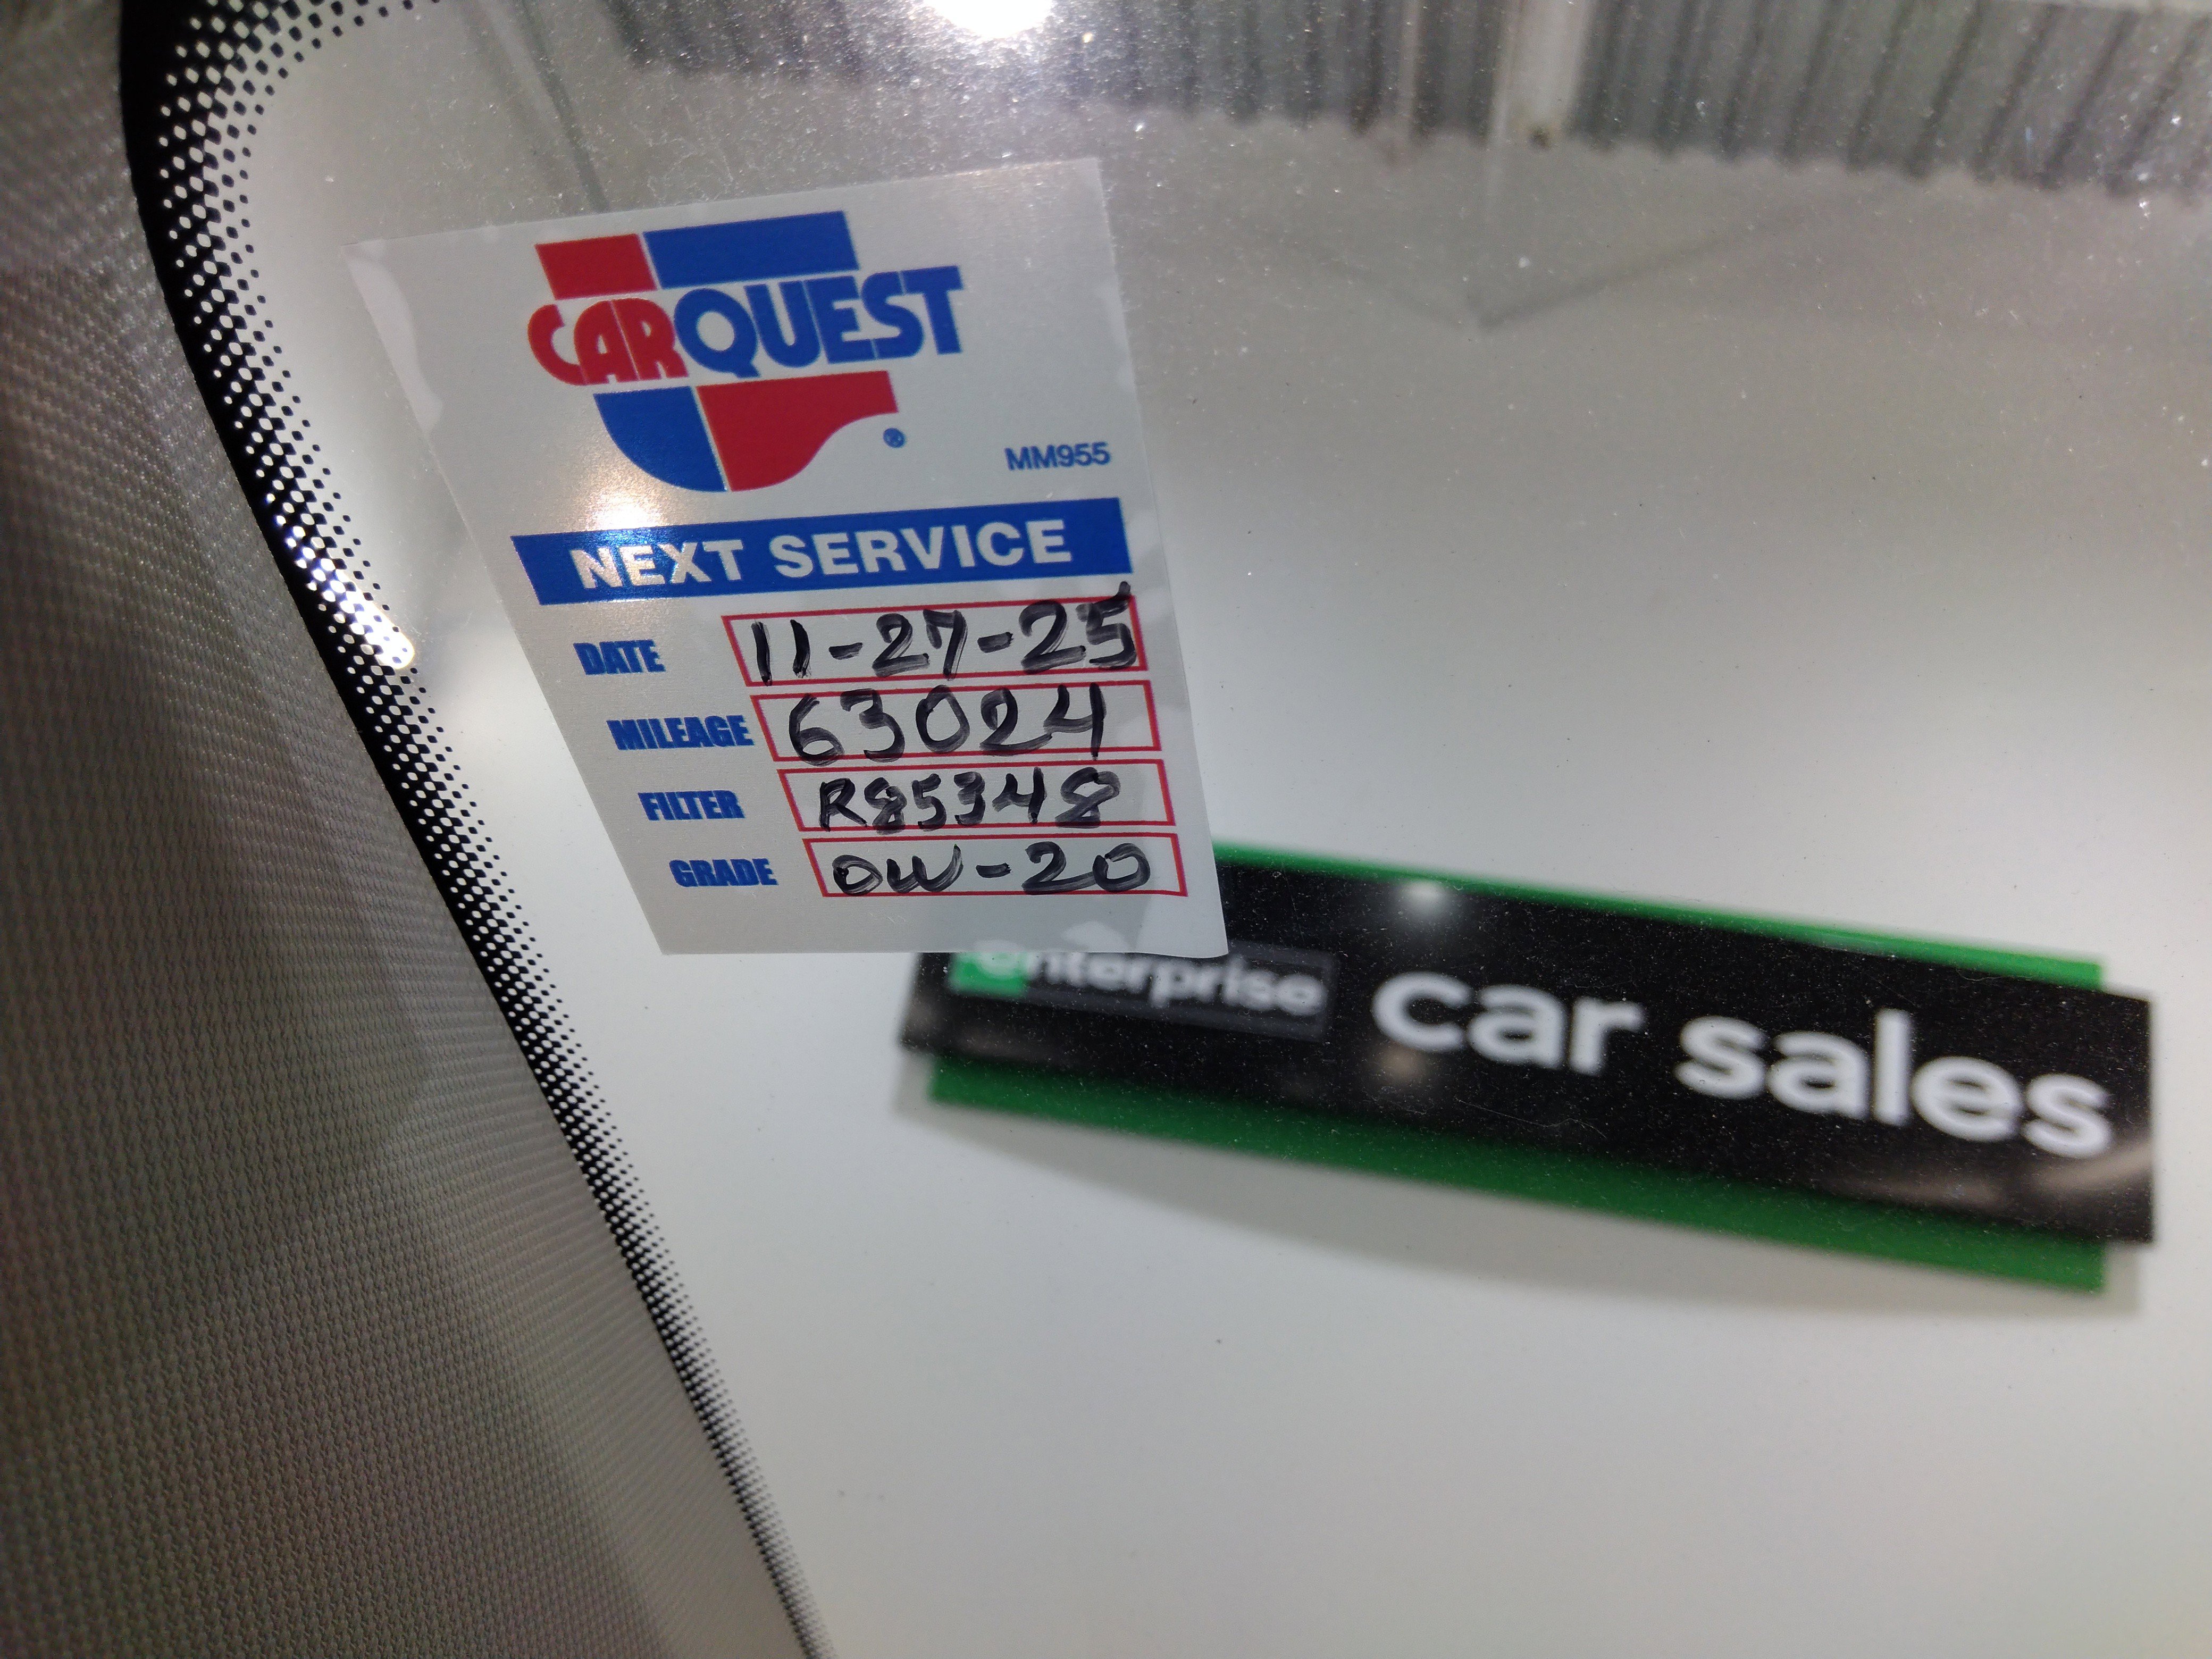 CARQUEST
®
MM955
NEXT SERVICE
DATE 11-27-25
MILEAGE 63024
FILTER R85348
GRADE 0W-20
enterprise car sales